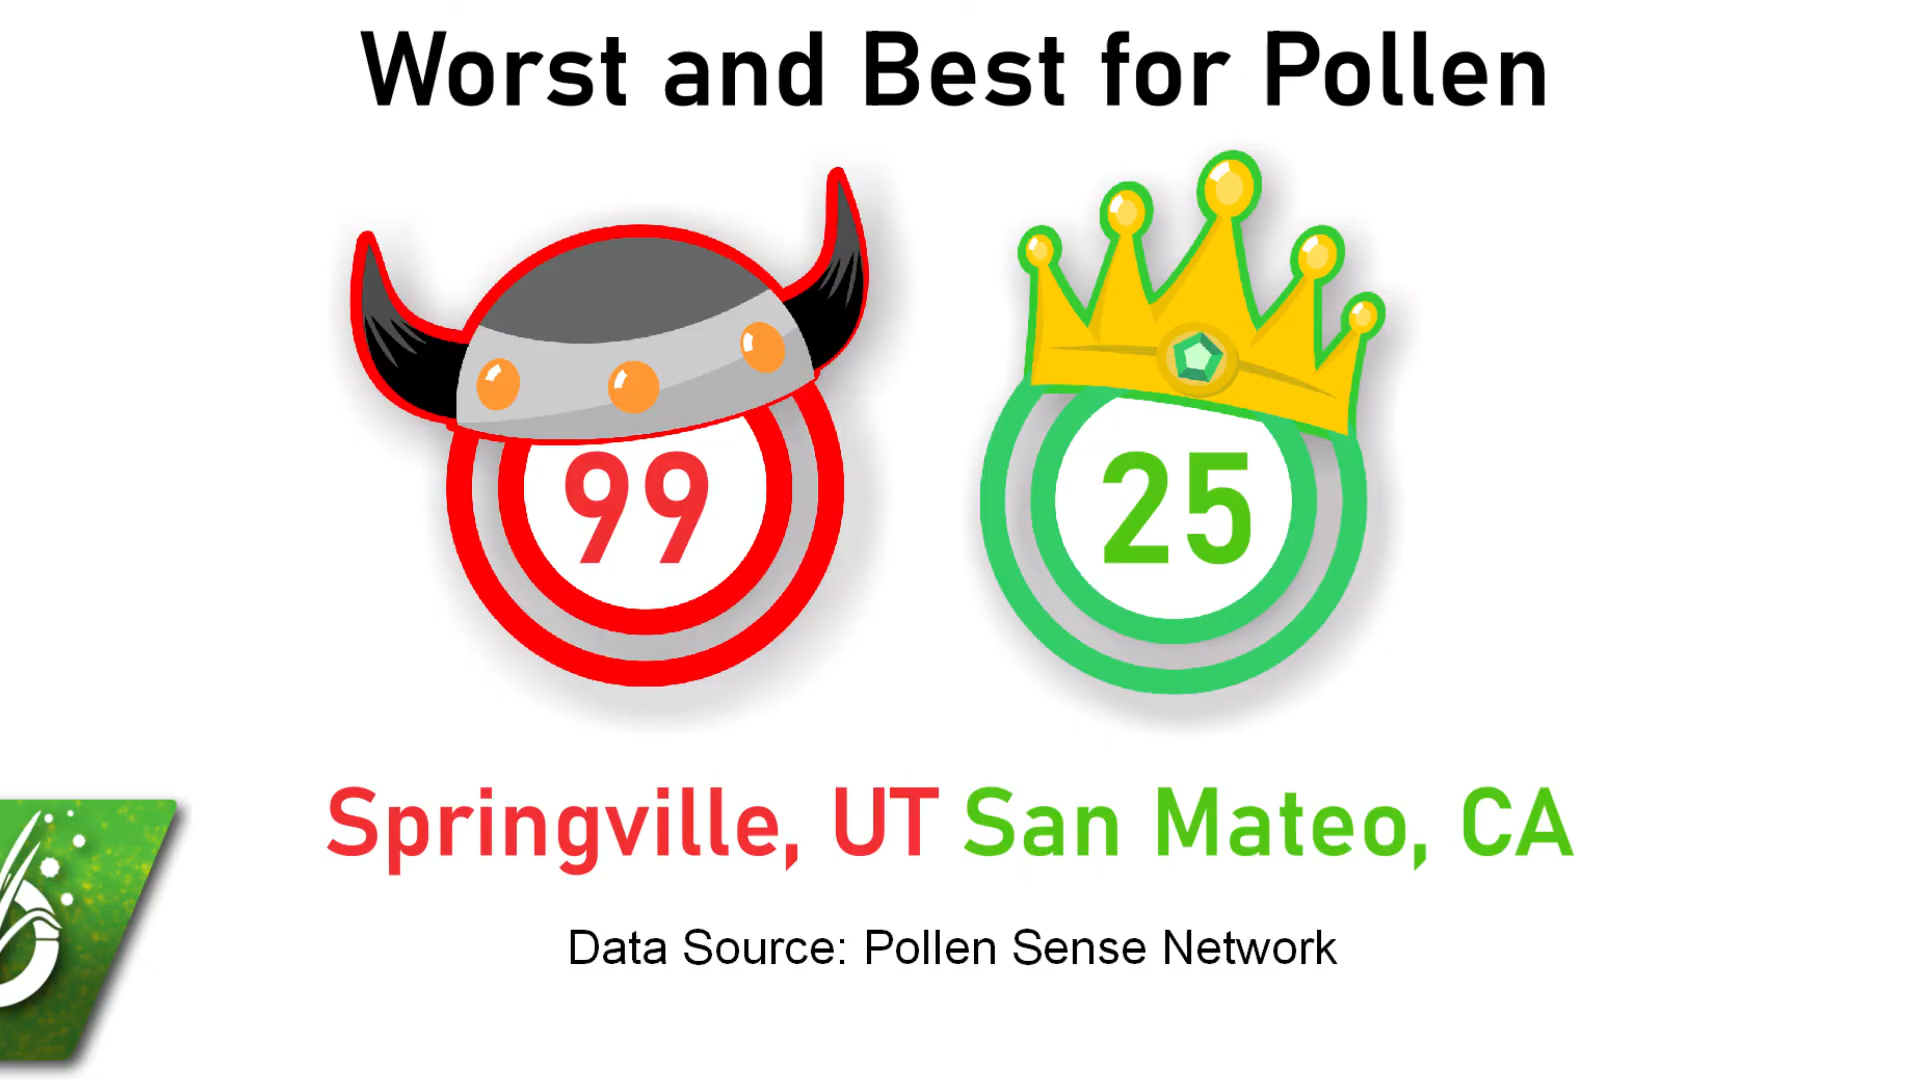 Worst and Best for Pollen
99 25
Springville, UT San Mateo, CA
Data Source: Pollen Sense Network